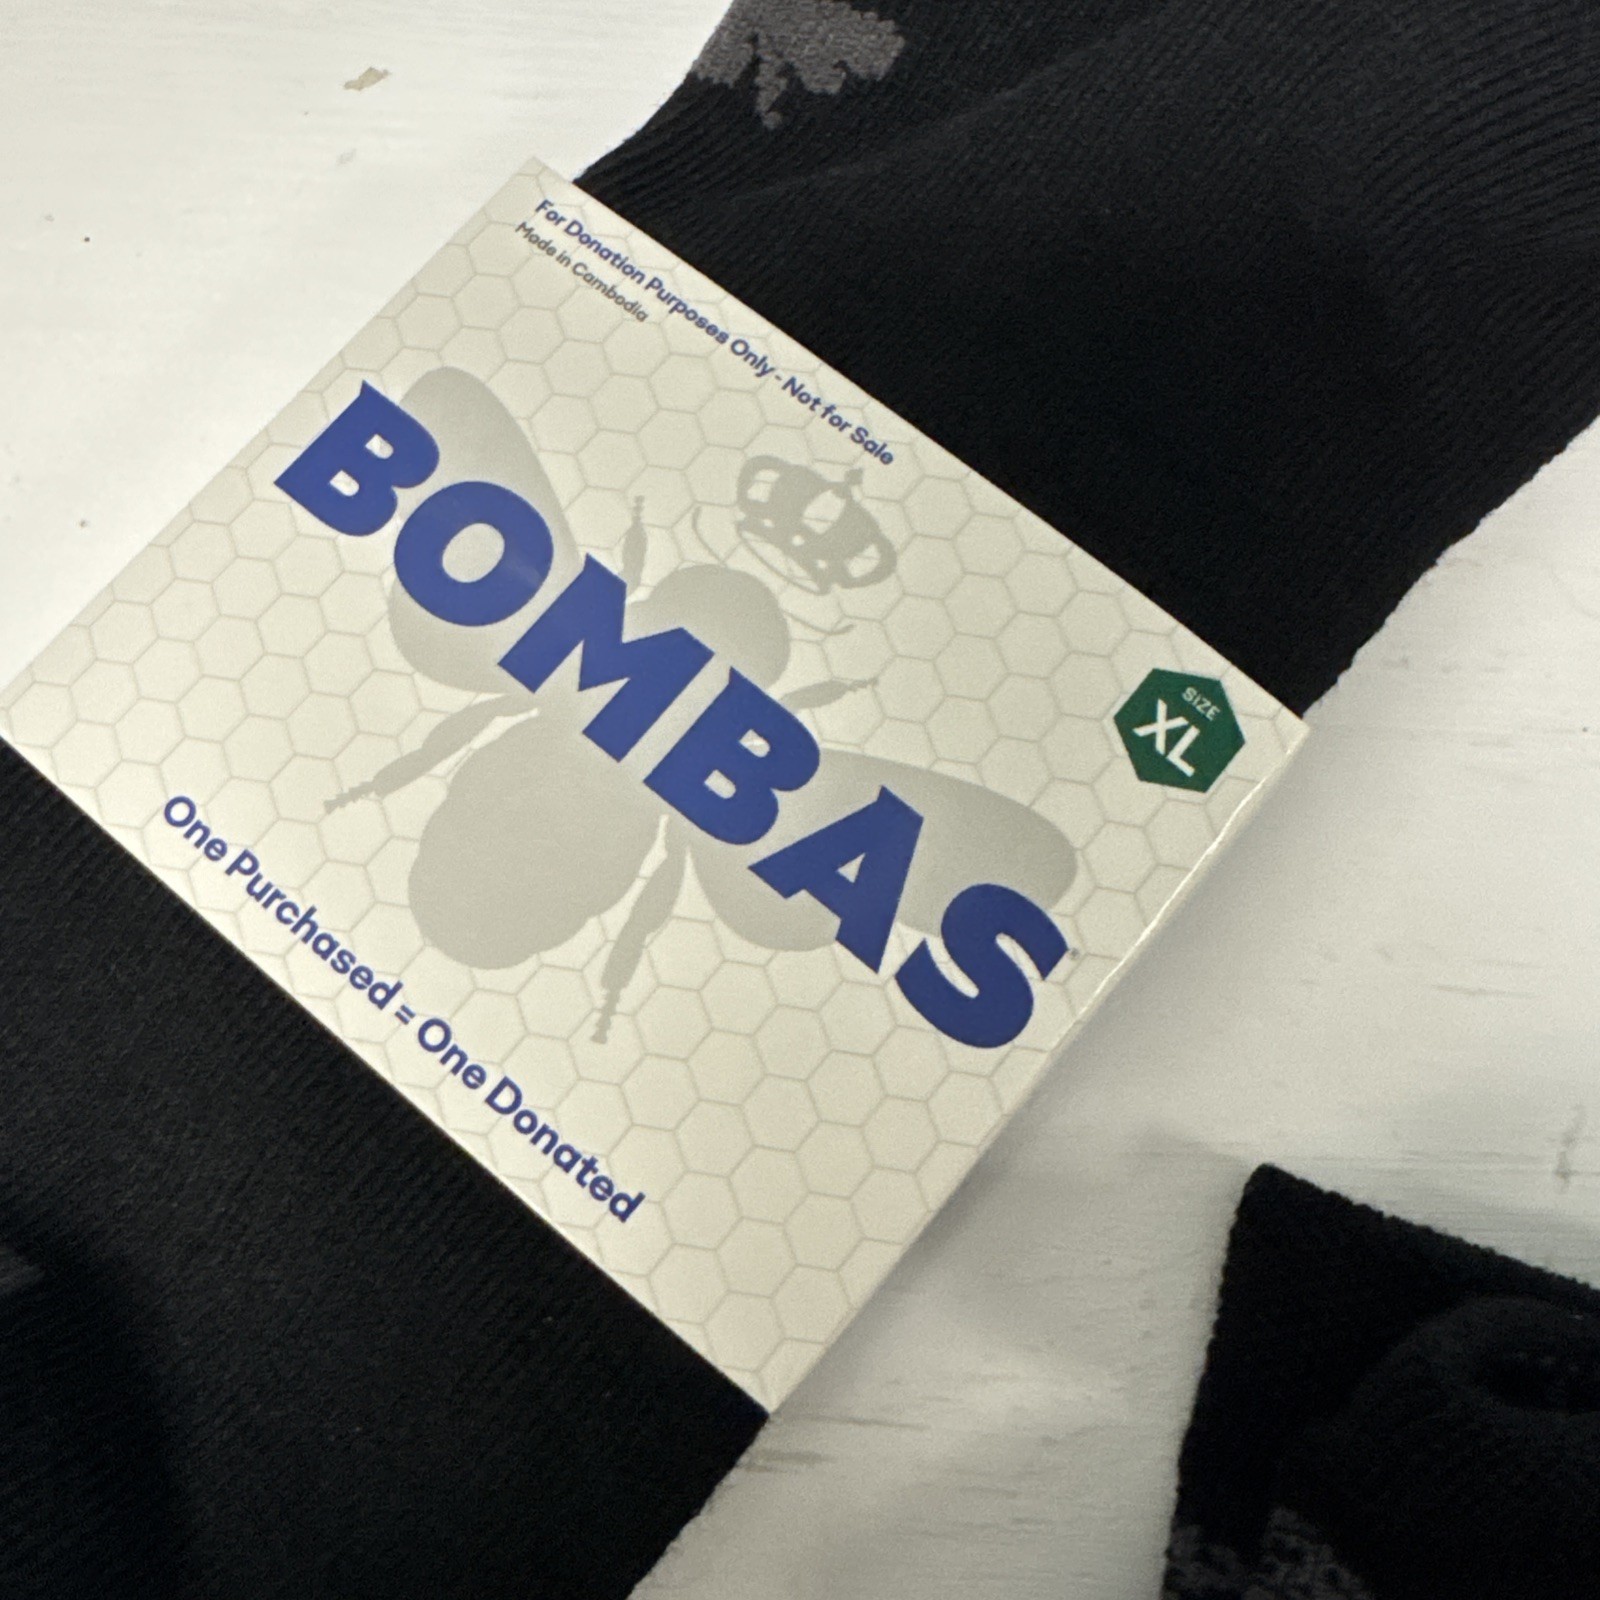 For Donation Purposes Only - Not for Sale
Made in Cambodia
BOMBAS
SIZE
XL
One Purchased = One Donated